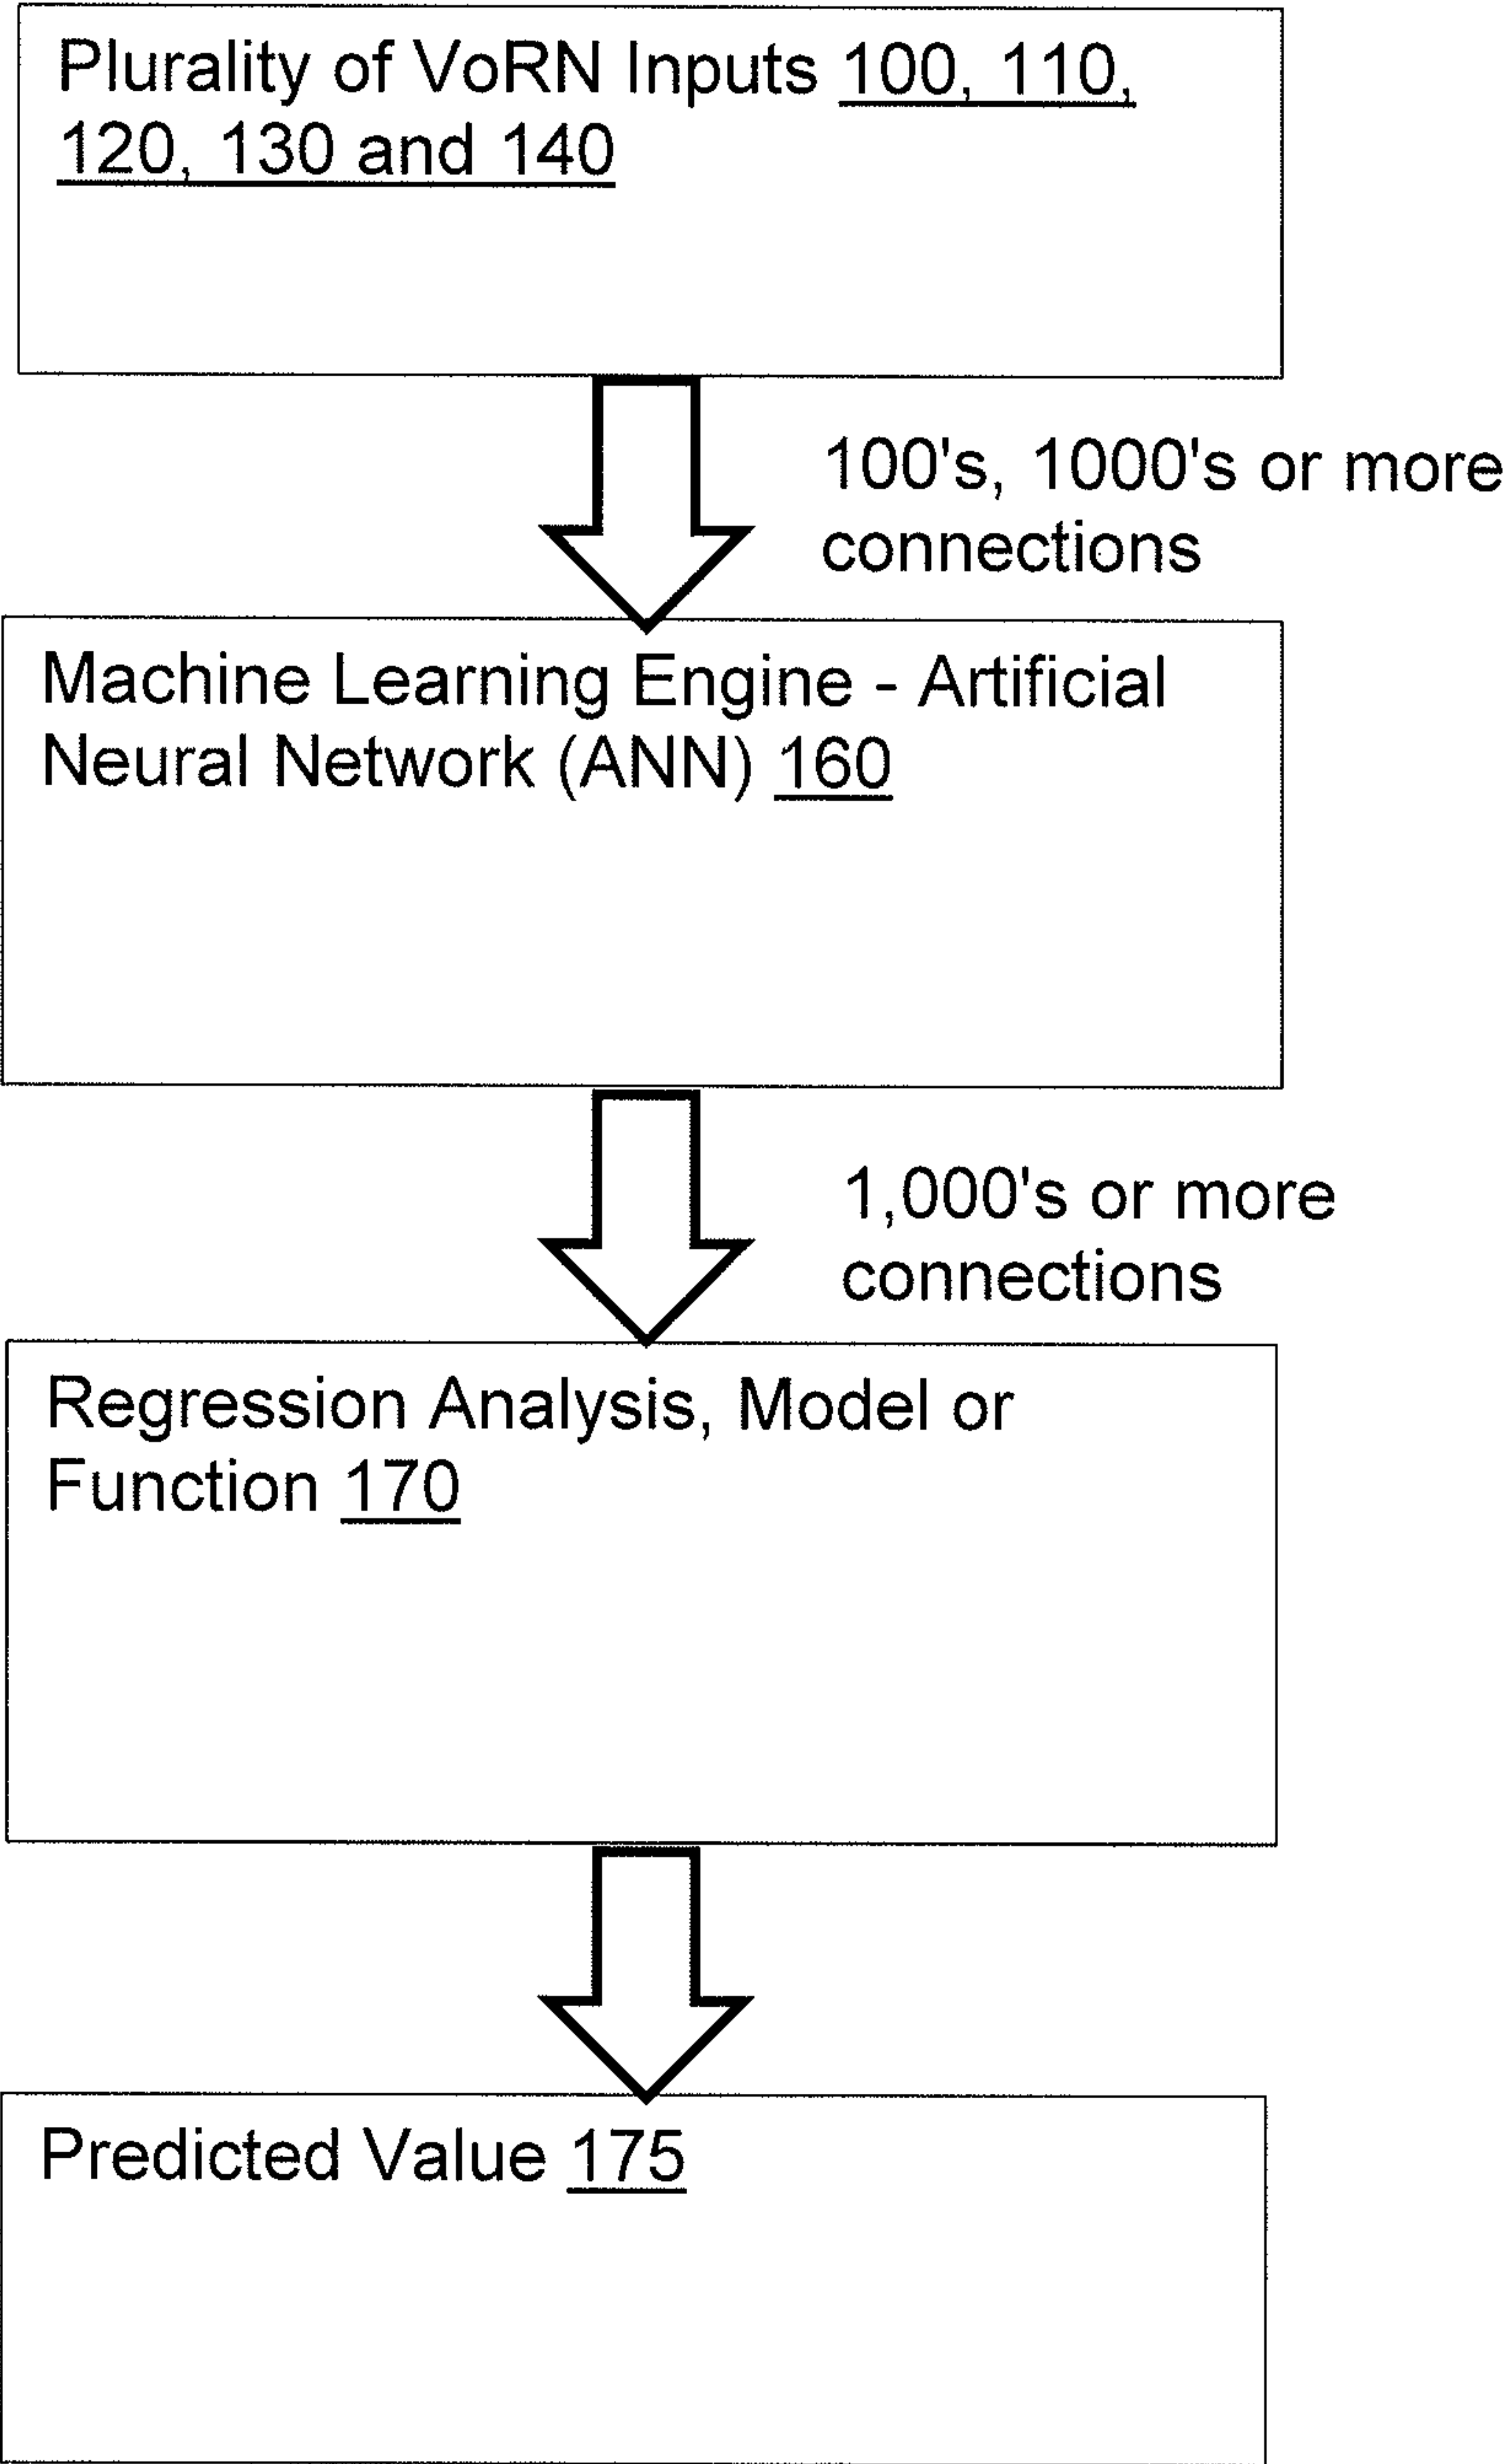 Plurality of VoRN Inputs 100, 110,
120, 130 and 140
100's, 1000's or more
connections
Machine Learning Engine - Artificial
Neural Network (ANN) 160
1,000's or more
connections
Regression Analysis, Model or
Function 170
Predicted Value 175